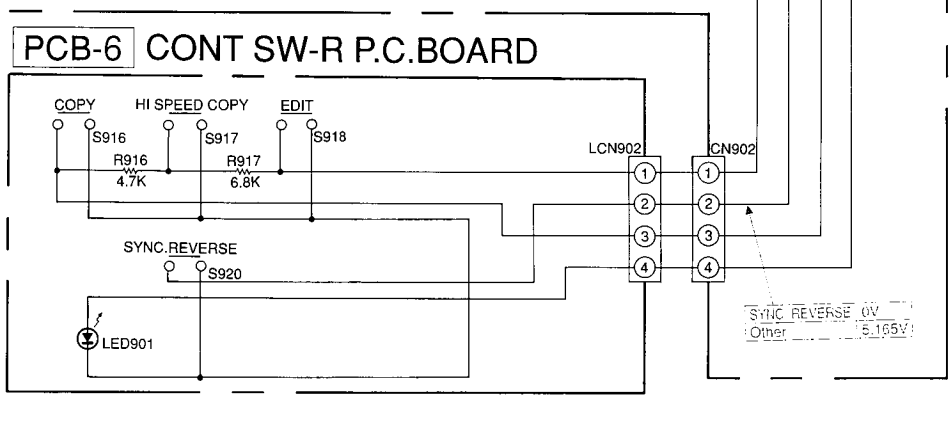 PCB-6 CONT SW-R P.C.BOARD
COPY HI SPEED COPY EDIT
S916 S917 S918
R916 R917
4.7K 6.8K
LCN902 CN902
1 1
2 2
3 3
4 4
SYNC.REVERSE
S920
LED901
SYNC REVERSE 0V
Other 5.165V